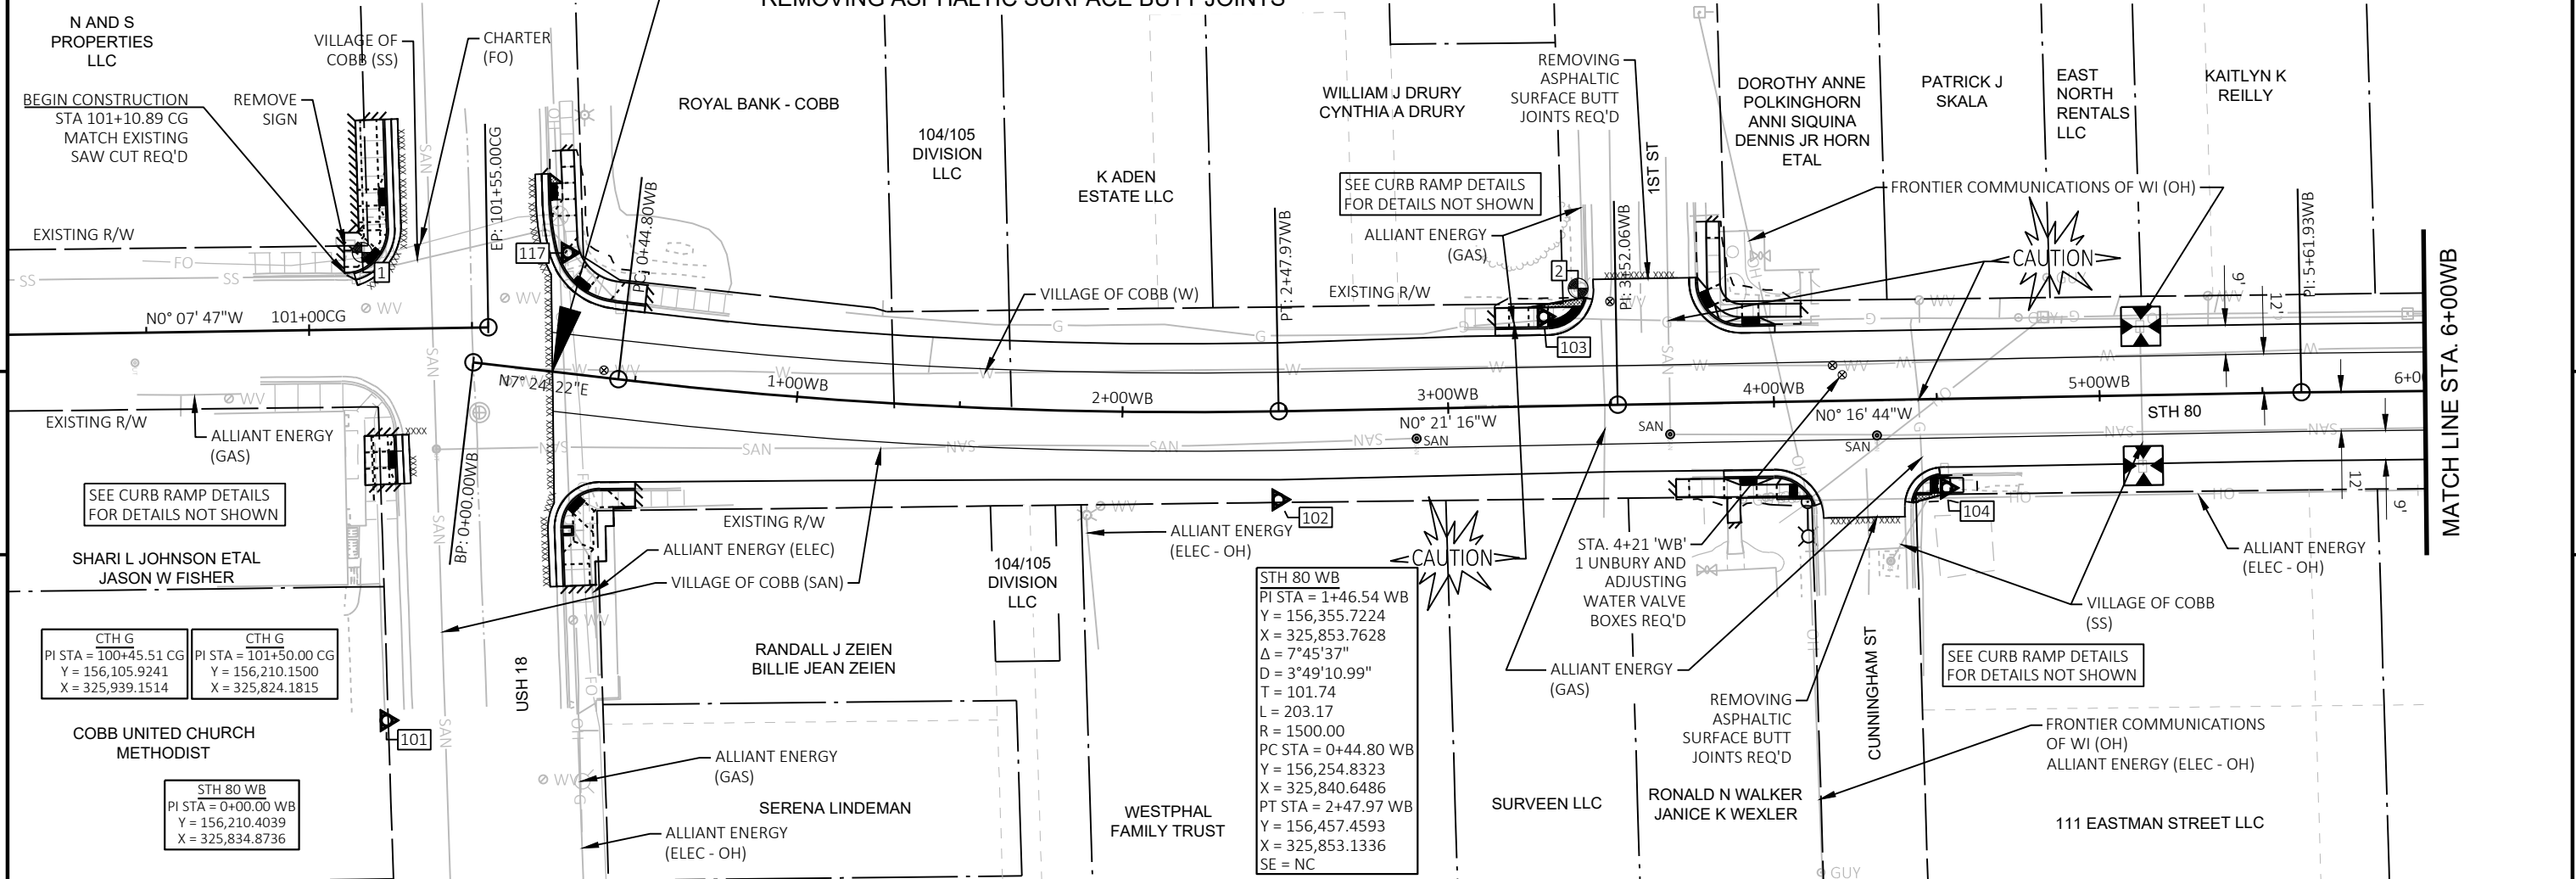 REMOVING ASPHALTIC SURFACE BUTT JOINTS
N AND S
PROPERTIES
LLC
VILLAGE OF
COBB (SS)
CHARTER
(FO)
BEGIN CONSTRUCTION
STA 101+10.89 CG
MATCH EXISTING
SAW CUT REQ'D
REMOVE
SIGN
ROYAL BANK - COBB
104/105
DIVISION
LLC
K ADEN
ESTATE LLC
WILLIAM J DRURY
CYNTHIA A DRURY
REMOVING
ASPHALTIC
SURFACE BUTT
JOINTS REQ'D
1ST ST
DOROTHY ANNE
POLKINGHORN
ANNI SIQUINA
DENNIS JR HORN
ETAL
PATRICK J
SKALA
EAST
NORTH
RENTALS
LLC
KAITLYN K
REILLY
SEE CURB RAMP DETAILS
FOR DETAILS NOT SHOWN
ALLIANT ENERGY
(GAS)
FRONTIER COMMUNICATIONS OF WI (OH)
CAUTION
EXISTING R/W
FO
SS
SS
1
WV
EP: 101+55.00CG
117
WV
PC: 0+44.80WB
VILLAGE OF COBB (W)
EXISTING R/W
PT: 2+47.97WB
2
103
PI: 3+52.06WB
PI: 5+61.93WB
9'
12'
MATCH LINE STA. 6+00WB
N0° 07' 47"W
101+00CG
N7° 24' 22"E
1+00WB
2+00WB
3+00WB
4+00WB
5+00WB
6+00
N0° 21' 16"W
N0° 16' 44"W
STH 80
SAN
SAN
SAN
12'
9'
EXISTING R/W
WV
ALLIANT ENERGY
(GAS)
BP: 0+00.00WB
SEE CURB RAMP DETAILS
FOR DETAILS NOT SHOWN
SHARI L JOHNSON ETAL
JASON W FISHER
EXISTING R/W
ALLIANT ENERGY (ELEC)
VILLAGE OF COBB (SAN)
104/105
DIVISION
LLC
WV
ALLIANT ENERGY
(ELEC - OH)
102
CAUTION
STA. 4+21 'WB'
1 UNBURY AND
ADJUSTING
WATER VALVE
BOXES REQ'D
104
ALLIANT ENERGY
(ELEC - OH)
VILLAGE OF COBB
(SS)
CTH G
PI STA = 100+45.51 CG
Y = 156,105.9241
X = 325,939.1514
CTH G
PI STA = 101+50.00 CG
Y = 156,210.1500
X = 325,824.1815
USH 18
RANDALL J ZEIEN
BILLIE JEAN ZEIEN
STH 80 WB
PI STA = 1+46.54 WB
Y = 156,355.7224
X = 325,853.7628
Δ = 7°45'37"
D = 3°49'10.99"
T = 101.74
L = 203.17
R = 1500.00
PC STA = 0+44.80 WB
Y = 156,254.8323
X = 325,840.6486
PT STA = 2+47.97 WB
Y = 156,457.4593
X = 325,853.1336
SE = NC
ALLIANT ENERGY
(GAS)
CUNNINGHAM ST
SEE CURB RAMP DETAILS
FOR DETAILS NOT SHOWN
REMOVING
ASPHALTIC
SURFACE BUTT
JOINTS REQ'D
FRONTIER COMMUNICATIONS
OF WI (OH)
ALLIANT ENERGY (ELEC - OH)
COBB UNITED CHURCH
METHODIST
101
ALLIANT ENERGY
(GAS)
WV
STH 80 WB
PI STA = 0+00.00 WB
Y = 156,210.4039
X = 325,834.8736
SERENA LINDEMAN
ALLIANT ENERGY
(ELEC - OH)
WESTPHAL
FAMILY TRUST
SURVEEN LLC
RONALD N WALKER
JANICE K WEXLER
111 EASTMAN STREET LLC
GUY